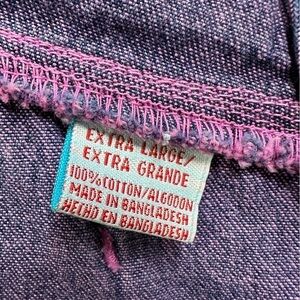 EXTRA LARGE/
EXTRA GRANDE
100% COTTON/ALGODON
MADE IN BANGLADESH
HECHO EN BANGLADESH